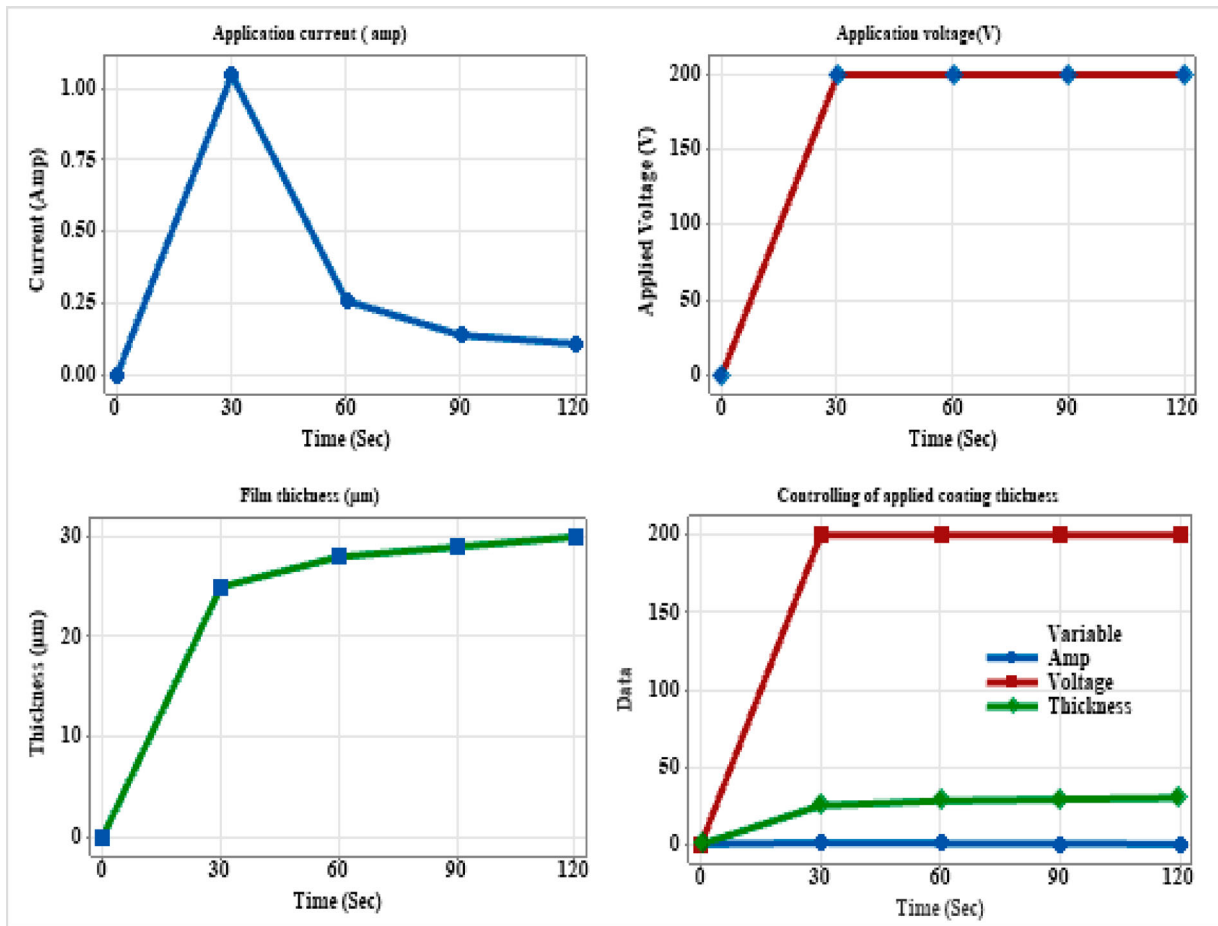 Application current ( amp)
1.00
0.75
0.50
0.25
0.00
Current (Amp)
0 30 60 90 120
Time (Sec)
Application voltage(V)
200
150
100
50
0
Applied Voltage (V)
0 30 60 90 120
Time (Sec)
Film thickness (µm)
30
20
10
0
Thickness (µm)
0 30 60 90 120
Time (Sec)
Controlling of applied coating thickness
200
150
100
50
0
Data
Variable
Amp
Voltage
Thickness
0 30 60 90 120
Time (Sec)